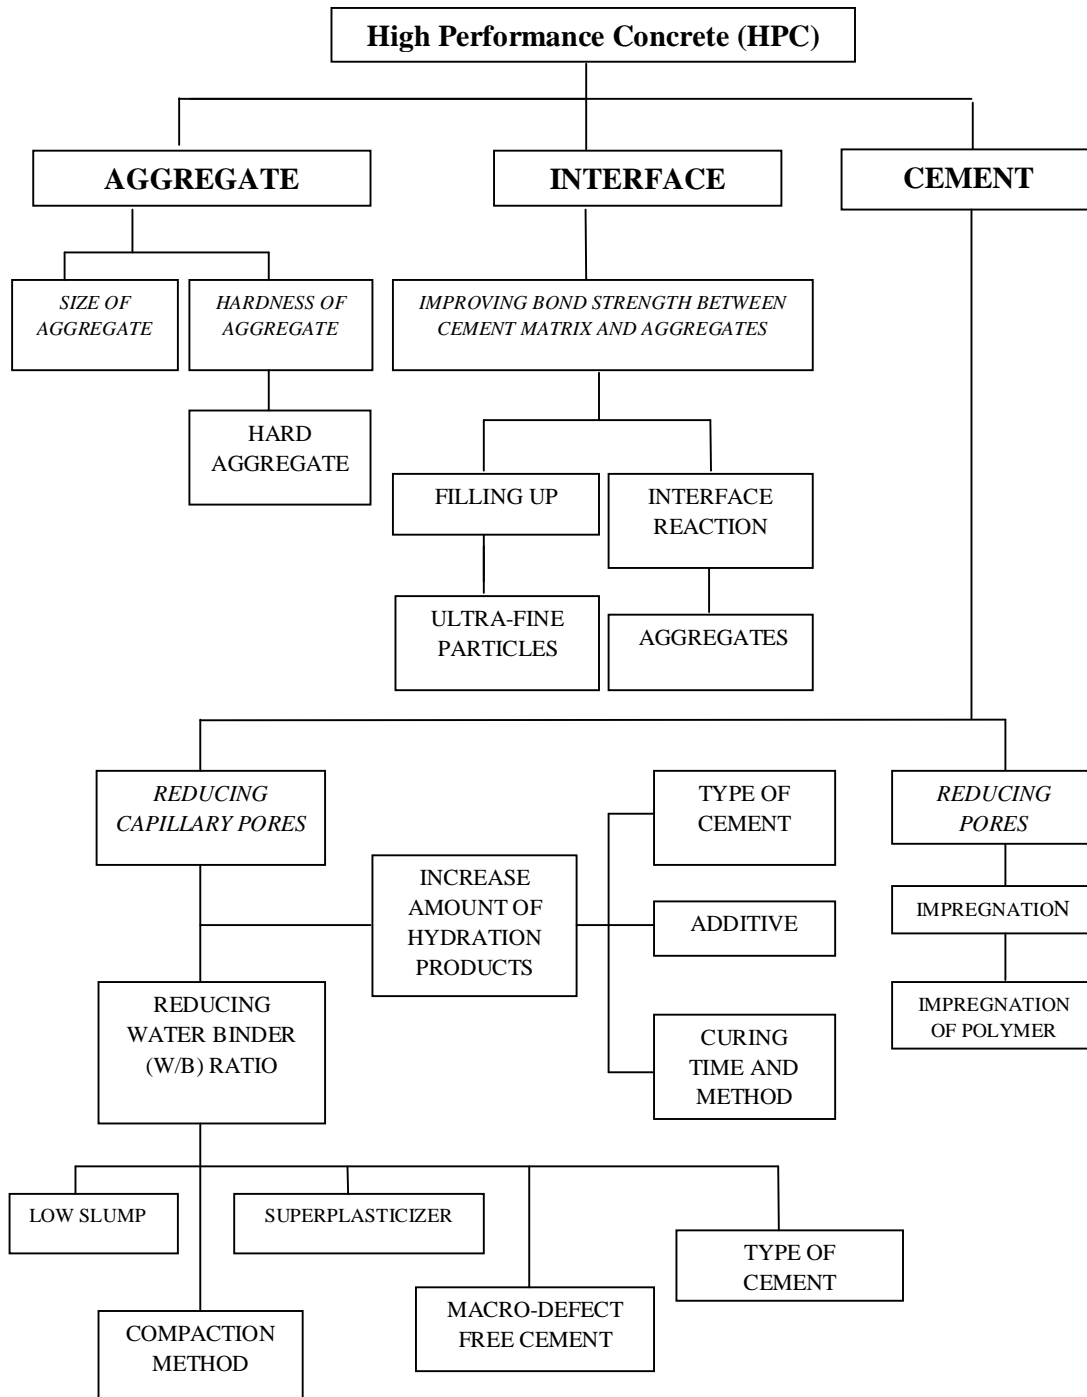 High Performance Concrete (HPC)
AGGREGATE
INTERFACE
CEMENT
SIZE OF
AGGREGATE
HARDNESS OF
AGGREGATE
IMPROVING BOND STRENGTH BETWEEN
CEMENT MATRIX AND AGGREGATES
HARD
AGGREGATE
FILLING UP
INTERFACE
REACTION
ULTRA-FINE
PARTICLES
AGGREGATES
REDUCING
CAPILLARY PORES
TYPE OF
CEMENT
REDUCING
PORES
INCREASE
AMOUNT OF
HYDRATION
PRODUCTS
ADDITIVE
IMPREGNATION
REDUCING
WATER BINDER
(W/B) RATIO
CURING
TIME AND
METHOD
IMPREGNATION
OF POLYMER
LOW SLUMP
SUPERPLASTICIZER
TYPE OF
CEMENT
COMPACTION
METHOD
MACRO-DEFECT
FREE CEMENT